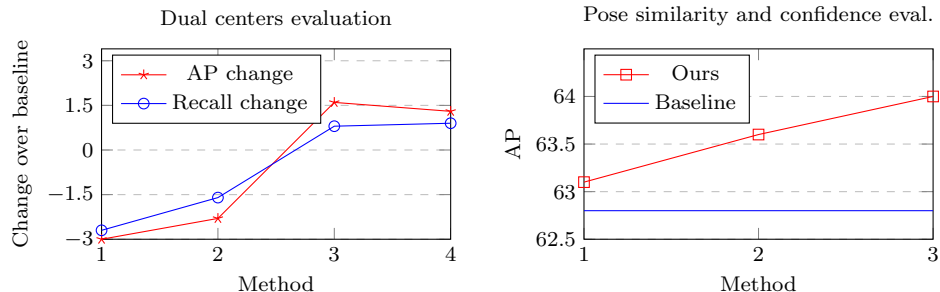 Dual centers evaluation
Change over baseline
3
1.5
0
−1.5
−3
AP change
Recall change
1 2 3 4
Method
Pose similarity and confidence eval.
AP
64
63.5
63
62.5
Ours
Baseline
1 2 3
Method